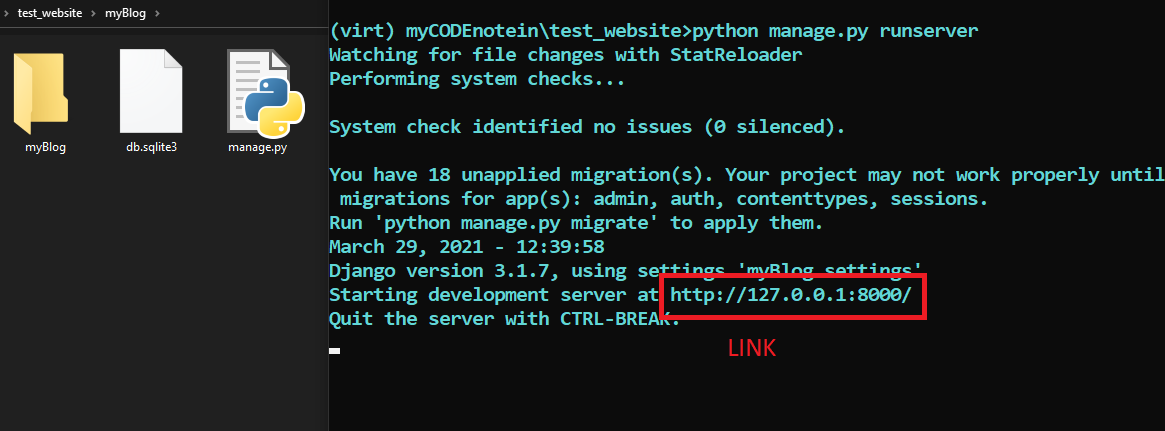 test_website > myBlog >
myBlog
db.sqlite3
manage.py
(virt) myCODEnotein\test_website>python manage.py runserver
Watching for file changes with StatReloader
Performing system checks...
System check identified no issues (0 silenced).
You have 18 unapplied migration(s). Your project may not work properly until
migrations for app(s): admin, auth, contenttypes, sessions.
Run 'python manage.py migrate' to apply them.
March 29, 2021 - 12:39:58
Django version 3.1.7, using settings 'myBlog.settings'
Starting development server at http://127.0.0.1:8000/
Quit the server with CTRL-BREAK.
LINK